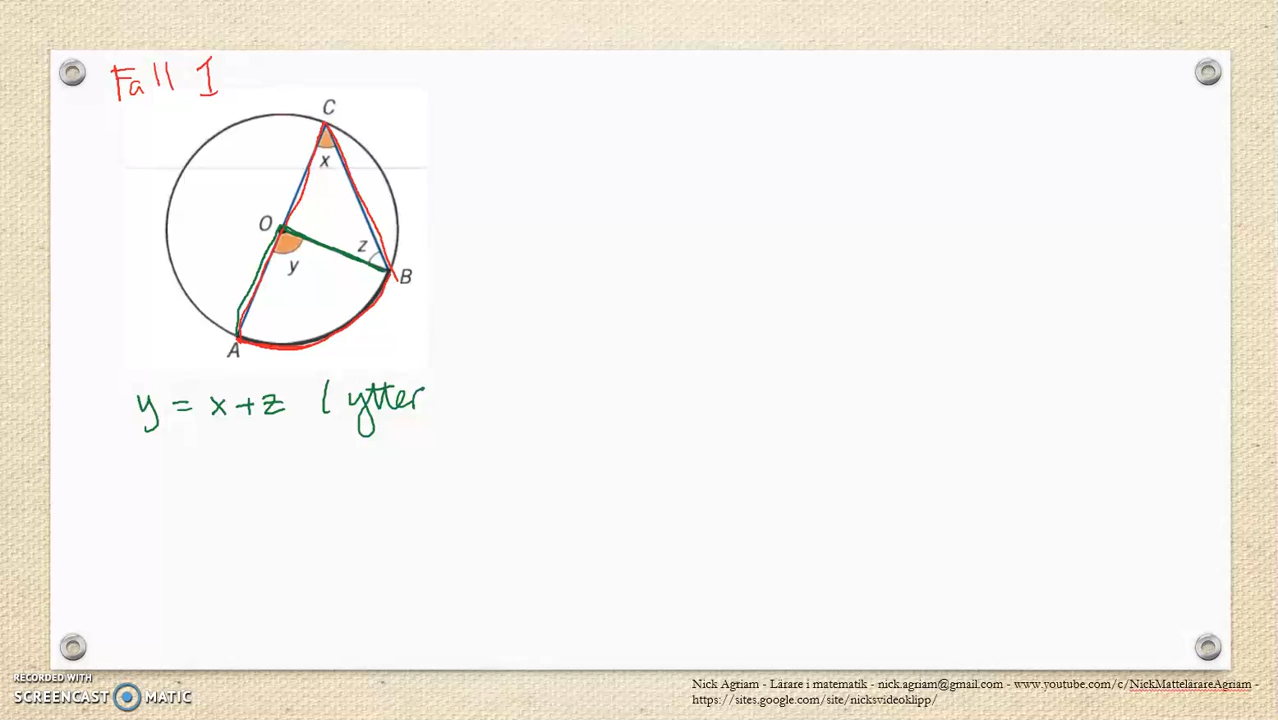 Fall 1
C
x
O
z
y
B
A
y = x+z ( ytter
RECORDED WITH
SCREENCAST MATIC
Nick Agriam - Lärare i matematik - nick.agriam@gmail.com - www.youtube.com/c/NickMattelärareAgriam -
https://sites.google.com/site/nicksvideoklipp/